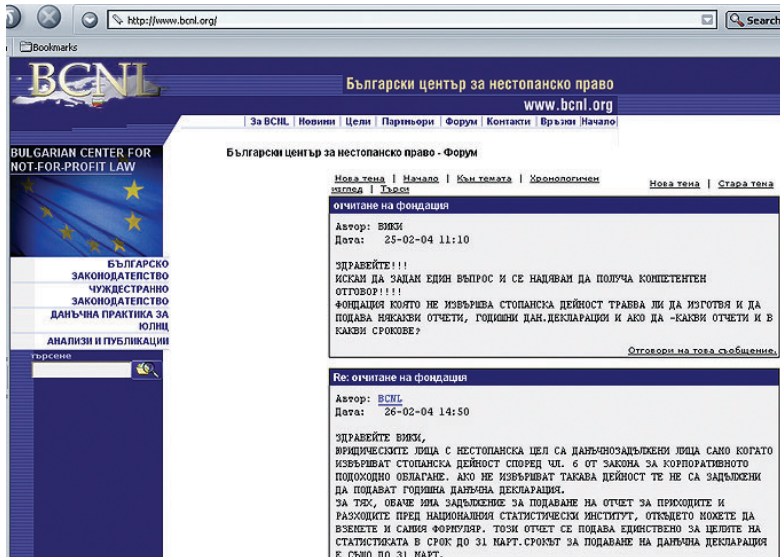 http://www.bcnl.org/
Search
Bookmarks
BCNL
Български център за нестопанско право
www.bcnl.org
За BCNL | Новини | Цели | Партньори | Форум | Контакти | Връзки |Начало
BULGARIAN CENTER FOR
NOT-FOR-PROFIT LAW
БЪЛГАРСКО
ЗАКОНОДАТЕЛСТВО
ЧУЖДЕСТРАННО
ЗАКОНОДАТЕЛСТВО
ДАНЪЧНА ПРАКТИКА ЗА
ЮЛНЦ
АНАЛИЗИ И ПУБЛИКАЦИИ
търсене
Български център за нестопанско право - Форум
Нова тема | Начало | Към темата | Хронологичен
изглед | Търси
Нова тема | Стара тема
отчитане на фондация
Автор: ВИКИ
Дата: 25-02-04 11:10
ЗДРАВЕЙТЕ!!!
ИСКАМ ДА ЗАДАМ ЕДИН ВЪПРОС И СЕ НАДЯВАМ ДА ПОЛУЧА КОМПЕТЕНТЕН
ОТГОВОР!!!!
ФОНДАЦИЯ КОЯТО НЕ ИЗВЪРШВА СТОПАНСКА ДЕЙНОСТ ТРАБВА ЛИ ДА ИЗГОТВЯ И ДА
ПОДАВА НЯКАКВИ ОТЧЕТИ, ГОДИШНИ ДАН.ДЕКЛАРАЦИИ И АКО ДА -КАКВИ ОТЧЕТИ И В
КАКВИ СРОКОВЕ?
Отговори на това съобщение.
Re: отчитане на фондация
Автор: BCNL
Дата: 26-02-04 14:50
ЗДРАВЕЙТЕ ВИКИ,
ЮРИДИЧЕСКИТЕ ЛИЦА С НЕСТОПАНСКА ЦЕЛ СА ДАНЪЧНОЗАДЪЛЖЕНИ ЛИЦА САМО КОГАТО
ИЗВЪРШВАТ СТОПАНСКА ДЕЙНОСТ СПОРЕД ЧЛ. 6 ОТ ЗАКОНА ЗА КОРПОРАТИВНОТО
ПОДОХОДНО ОБЛАГАНЕ. АКО НЕ ИЗВЪРШВАТ ТАКАВА ДЕЙНОСТ ТЕ НЕ СА ЗАДЪЛЖЕНИ
ДА ПОДАВАТ ГОДИШНА ДАНЪЧНА ДЕКЛАРАЦИЯ.
ЗА ТЯХ, ОБАЧЕ ИМА ЗАДЪЛЖЕНИЕ ЗА ПОДАВАНЕ НА ОТЧЕТ ЗА ПРИХОДИТЕ И
РАЗХОДИТЕ ПРЕД НАЦИОНАЛНИЯ СТАТИСТИЧЕСКИ ИНСТИТУТ, ОТКЪДЕТО МОЖЕТЕ ДА
ВЗЕМЕТЕ И САМИЯ ФОРМУЛЯР. ТОЗИ ОТЧЕТ СЕ ПОДАВА ЕДИНСТВЕНО ЗА ЦЕЛИТЕ НА
СТАТИСТИКАТА В СРОК ДО 31 МАРТ.СРОКЪТ ЗА ПОДАВАНЕ НА ДАНЪЧНА ДЕКЛАРАЦИЯ
Е СЪЩО ДО 31 МАРТ.